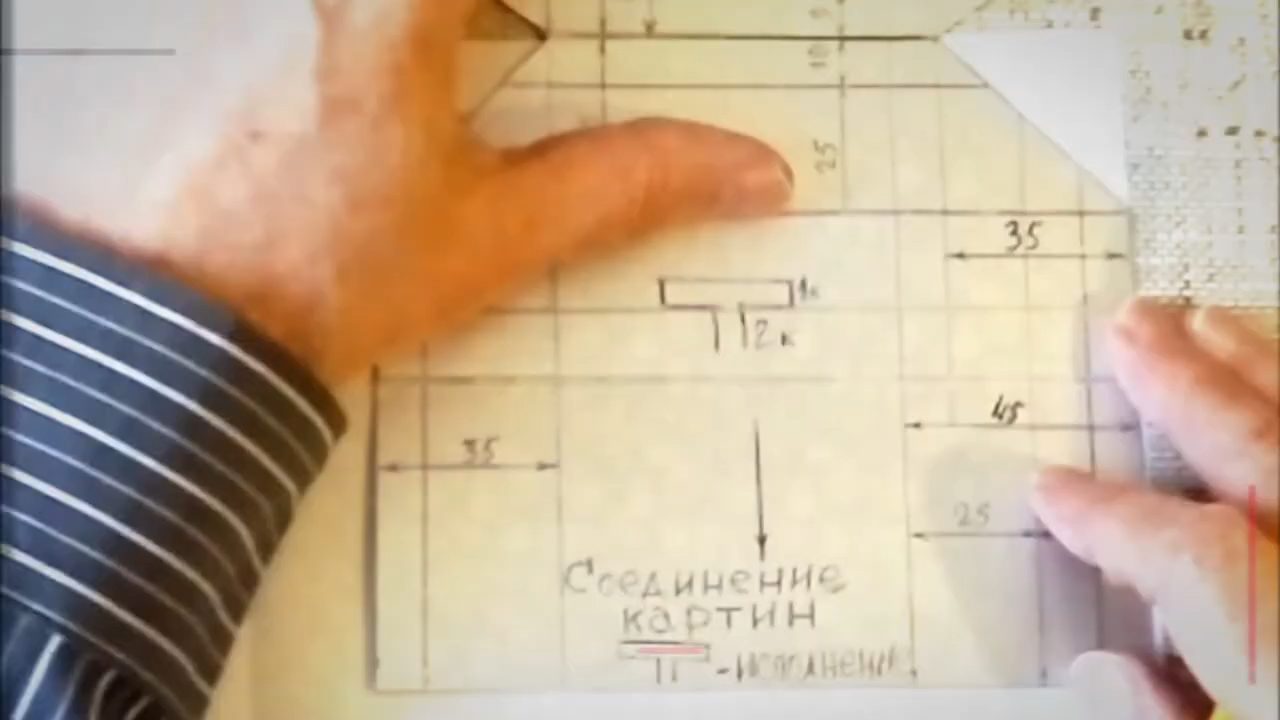 10
25
35
1к
2к
45
35
25
Соединение
картин
-исполнение